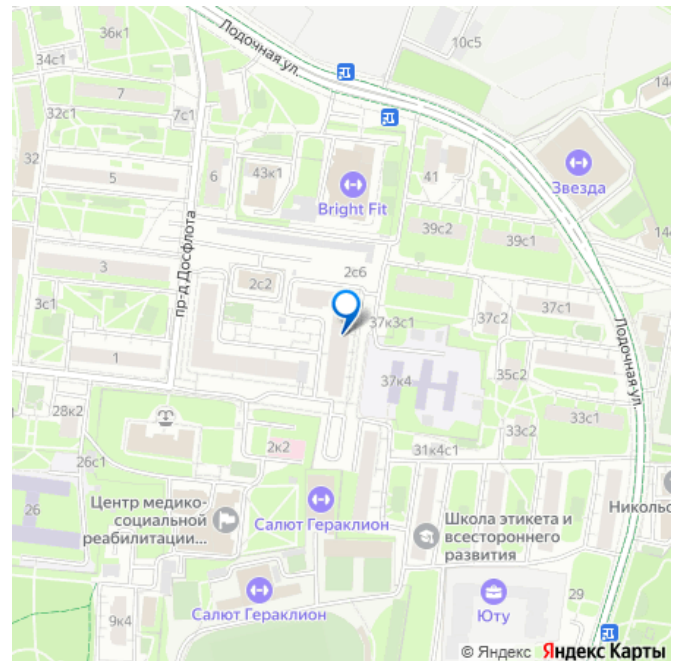 36к1
10с5
Лодочная ул.
34с1
7
32с1
7с1
14
32
5
6
43к1
Bright Fit
41
Звезда
39с2
39с1
14
пр-д Досфлота
3
2с2
2с6
3с1
37к3с1
37с2
37с1
Лодочная ул.
1
37к4
35с2
28к2
33с1
33с2
2к2
31к4с1
26с1
26
Центр медико-
социальной
реабилитации...
Салют Гераклион
Школа этикета и
всестороннего
развития
Никольс
Салют Гераклион
Юту
29
9к4
© Яндекс Яндекс Карты